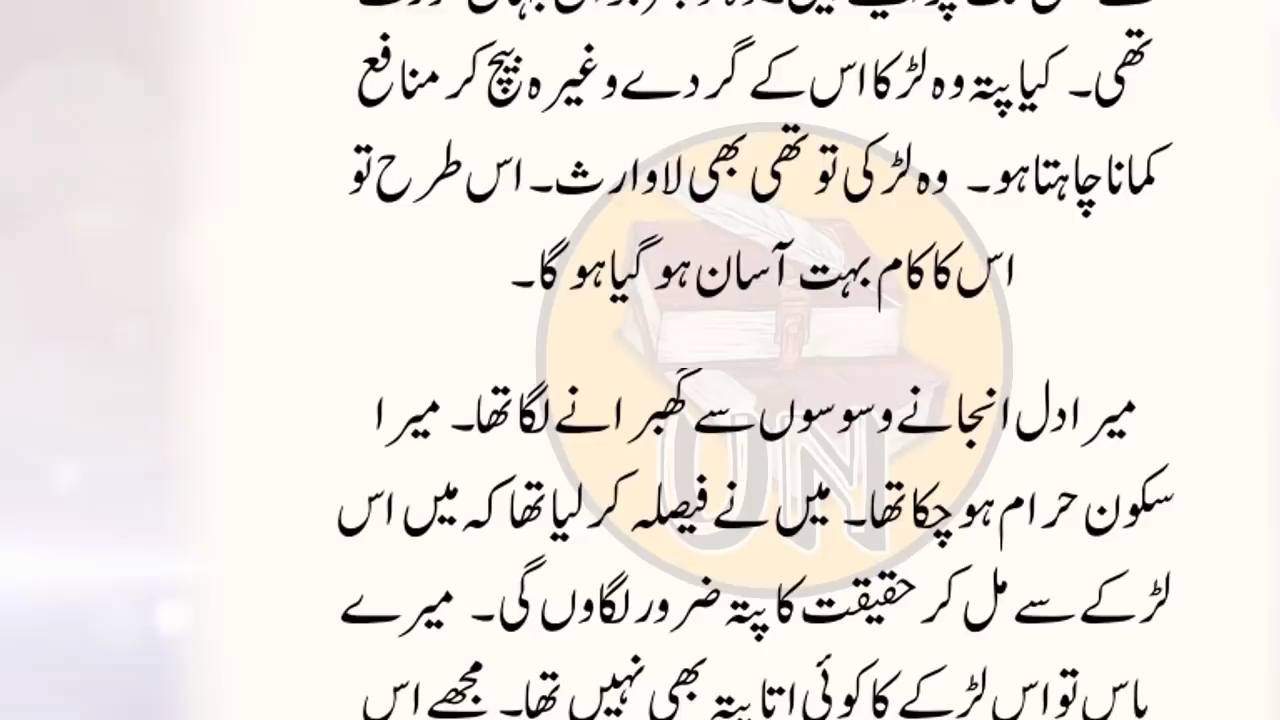 تھی۔ کیا پتہ وہ لڑکا اس کے گردے وغیرہ بیچ کر منافع
کمانا چاہتا ہو۔ وہ لڑکی تو تھی بھی لاوارث۔ اس طرح تو
اس کا کام بہت آسان ہو گیا ہو گا۔
میرا دل انجانے وسوسوں سے گھبرانے لگا تھا۔ میرا
سکون حرام ہو چکا تھا۔ میں نے فیصلہ کر لیا تھا کہ میں اس
لڑکے سے مل کر حقیقت کا پتہ ضرور لگاوں گی۔ میرے
پاس تو اس لڑکے کا کوئی اتا پتہ بھی نہیں تھا۔ مجھے اس
UN